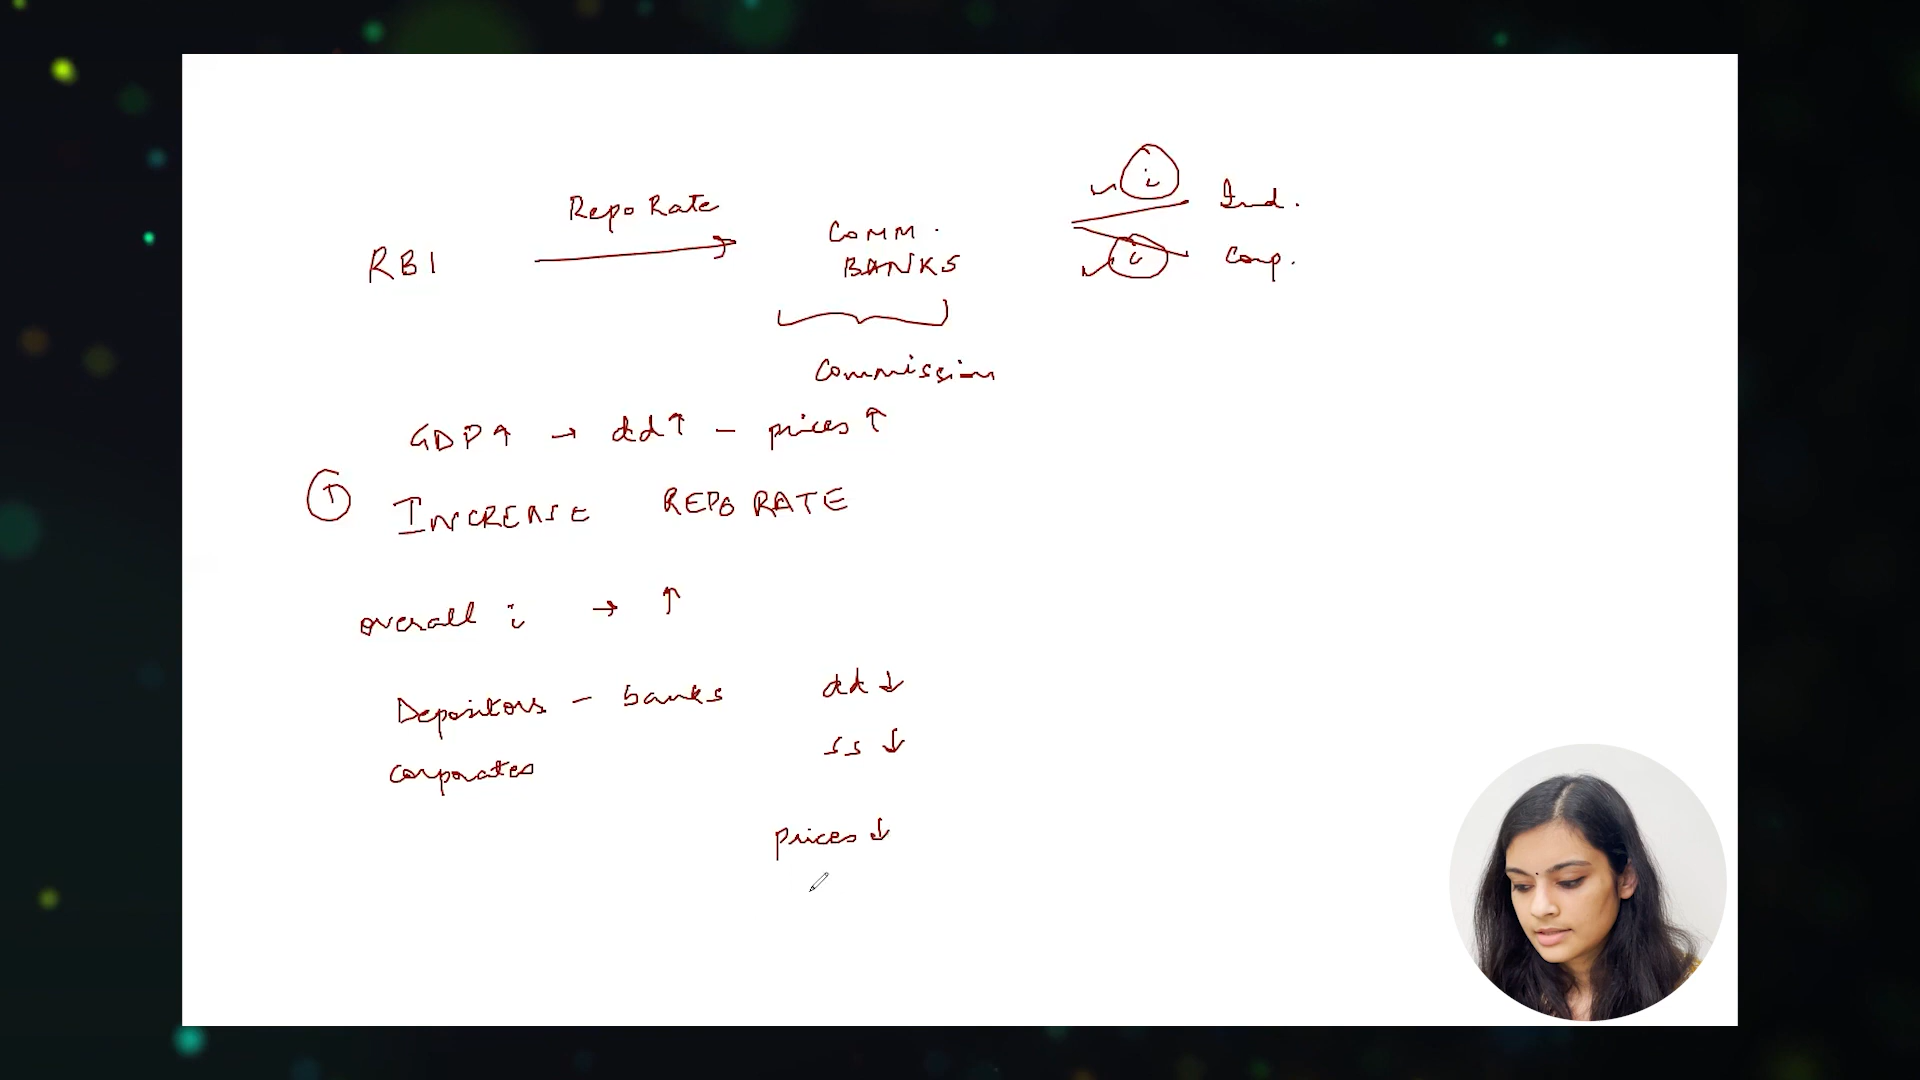 Repo Rate
RBI
COMM.
BANKS
i Ind.
i Corp.
Commission
GDP↑ → dd↑ – prices↑
① INCREASE REPO RATE
overall i → ↑
Depositors – banks
corporates
dd↓
ss↓
prices↓